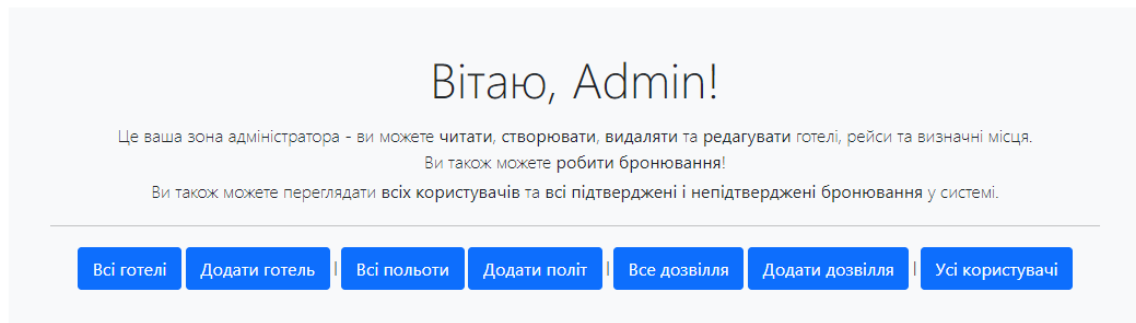 Вітаю, Admin!
Це ваша зона адміністратора - ви можете читати, створювати, видаляти та редагувати готелі, рейси та визначні місця.
Ви також можете робити бронювання!
Ви також можете переглядати всіх користувачів та всі підтверджені і непідтверджені бронювання у системі.
Всі готелі Додати готель | Всі польоти Додати політ | Все дозвілля Додати дозвілля | Усі користувачі